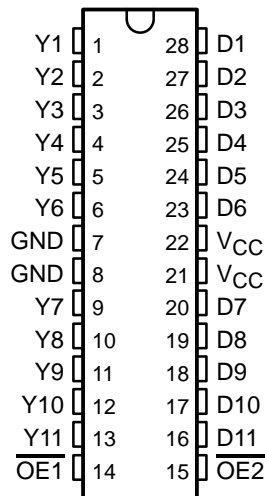 Y1 1 28 D1
Y2 2 27 D2
Y3 3 26 D3
Y4 4 25 D4
Y5 5 24 D5
Y6 6 23 D6
GND 7 22 VCC
GND 8 21 VCC
Y7 9 20 D7
Y8 10 19 D8
Y9 11 18 D9
Y10 12 17 D10
Y11 13 16 D11
OE1 14 15 OE2